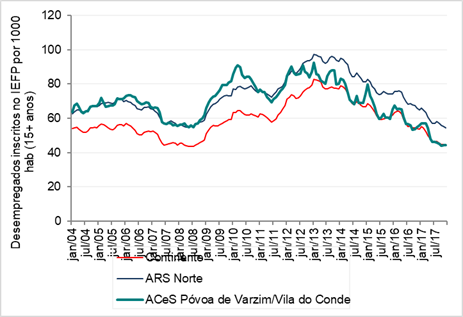 Desempregados inscritos no IEFP por 1000
hab (15+ anos)
120
100
80
60
40
20
0
jan/04
jul/04
jan/05
jul/05
jan/06
jul/06
jan/07
jul/07
jan/08
jul/08
jan/09
jul/09
jan/10
jul/10
jan/11
jul/11
jan/12
jul/12
jan/13
jul/13
jan/14
jul/14
jan/15
jul/15
jan/16
jul/16
jan/17
jul/17
Continente
ARS Norte
ACeS Póvoa de Varzim/Vila do Conde